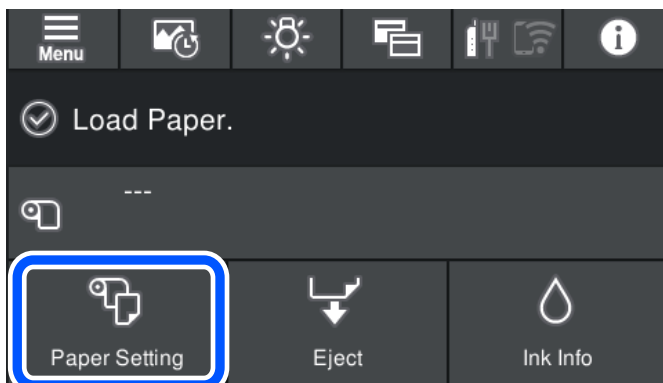 Menu
Load Paper.
---
Paper Setting
Eject
Ink Info